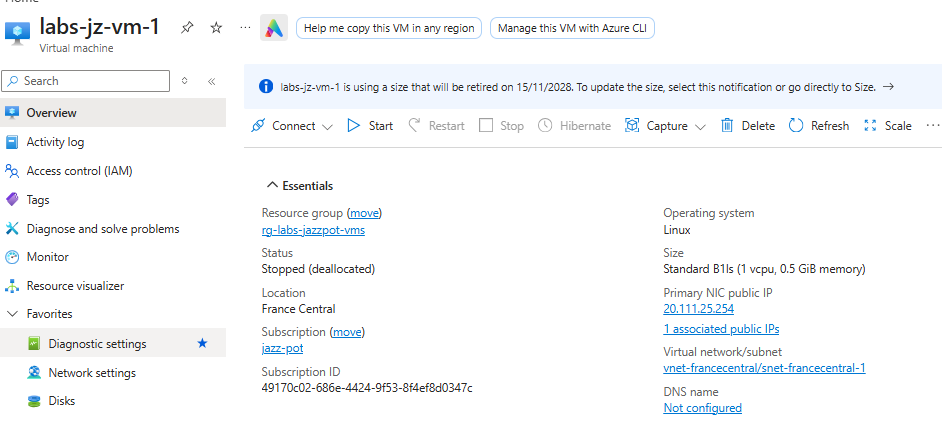 labs-jz-vm-1
Virtual machine
Help me copy this VM in any region
Manage this VM with Azure CLI
Search
Overview
Activity log
Access control (IAM)
Tags
Diagnose and solve problems
Monitor
Resource visualizer
Favorites
Diagnostic settings
Network settings
Disks
labs-jz-vm-1 is using a size that will be retired on 15/11/2028. To update the size, select this notification or go directly to Size. →
Connect
Start
Restart
Stop
Hibernate
Capture
Delete
Refresh
Scale
Essentials
Resource group (move)
rg-labs-jazzpot-vms
Status
Stopped (deallocated)
Location
France Central
Subscription (move)
jazz-pot
Subscription ID
49170c02-686e-4424-9f53-8f4ef8d0347c
Operating system
Linux
Size
Standard B1ls (1 vcpu, 0.5 GiB memory)
Primary NIC public IP
20.111.25.254
1 associated public IPs
Virtual network/subnet
vnet-francecentral/snet-francecentral-1
DNS name
Not configured